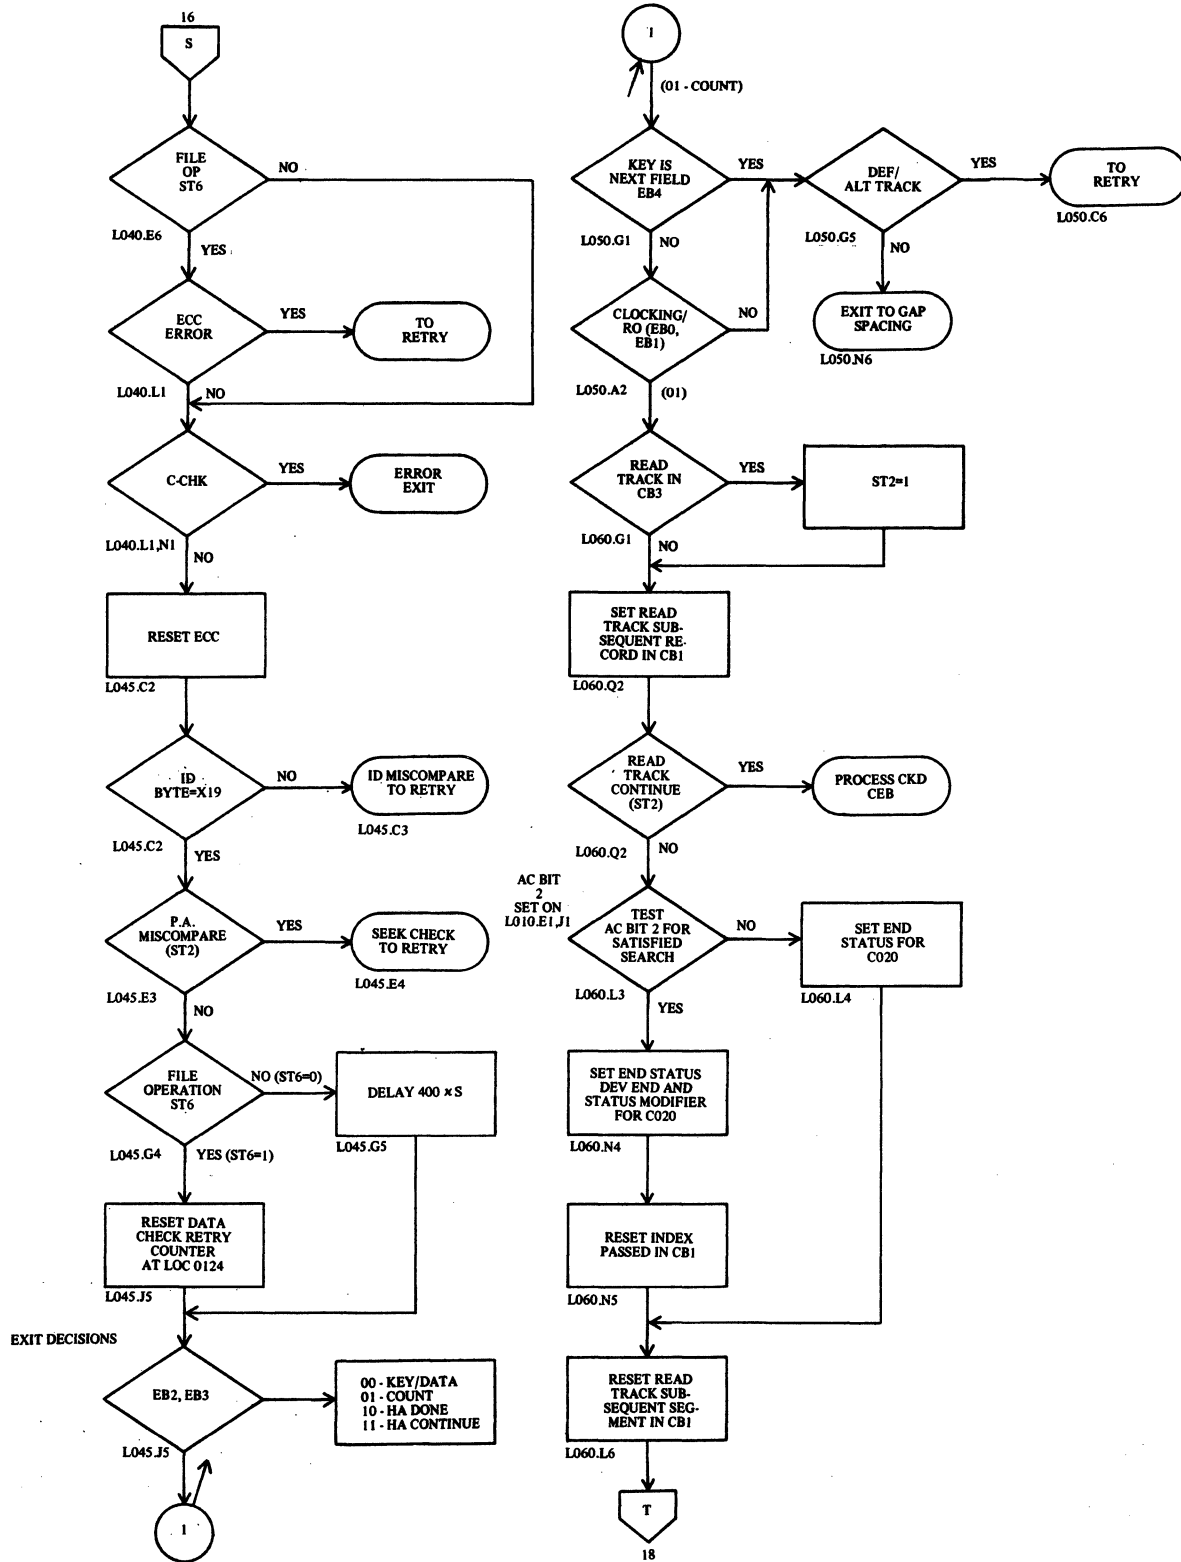 16
S
FILE
OP
ST6
NO
L040.E6
YES
ECC
ERROR
YES
TO
RETRY
L040.L1
NO
C-CHK
YES
ERROR
EXIT
L040.L1,N1
NO
RESET ECC
L045.C2
ID
BYTE=X19
NO
ID MISCOMPARE
TO RETRY
L045.C3
L045.C2
YES
P.A.
MISCOMPARE
(ST2)
YES
SEEK CHECK
TO RETRY
L045.E4
L045.E3
NO
FILE
OPERATION
ST6
NO (ST6=0)
DELAY 400 × S
L045.G5
L045.G4
YES (ST6=1)
RESET DATA
CHECK RETRY
COUNTER
AT LOC 0124
L045.J5
EXIT DECISIONS
EB2, EB3
00 - KEY/DATA
01 - COUNT
10 - HA DONE
11 - HA CONTINUE
L045.J5
1
1
(01 - COUNT)
KEY IS
NEXT FIELD
EB4
YES
DEF/
ALT TRACK
YES
TO
RETRY
L050.C6
L050.G1
NO
L050.G5
NO
CLOCKING/
RO (EB0,
EB1)
NO
EXIT TO GAP
SPACING
L050.N6
L050.A2
(01)
READ
TRACK IN
CB3
YES
ST2=1
L060.G1
NO
SET READ
TRACK SUB-
SEQUENT RE-
CORD IN CB1
L060.Q2
READ
TRACK
CONTINUE
(ST2)
YES
PROCESS CKD
CEB
L060.Q2
NO
AC BIT
2
SET ON
L010.E1,J1
TEST
AC BIT 2 FOR
SATISFIED
SEARCH
NO
SET END
STATUS FOR
C020
L060.L4
L060.L3
YES
SET END STATUS
DEV END AND
STATUS MODIFIER
FOR C020
L060.N4
RESET INDEX
PASSED IN CB1
L060.N5
RESET READ
TRACK SUB-
SEQUENT SEG-
MENT IN CB1
L060.L6
T
18